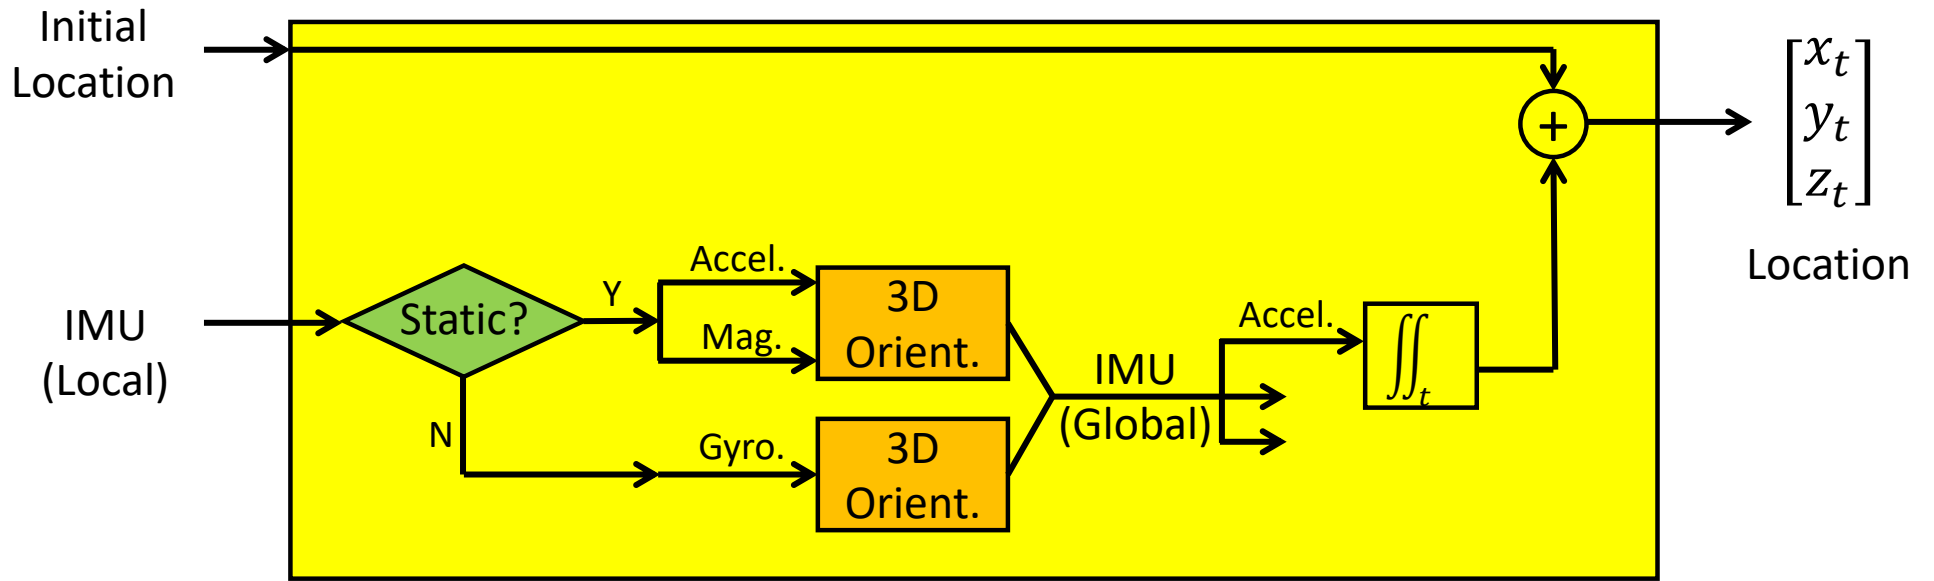 Initial
Location
IMU
(Local)
Static?
Y
N
Accel.
Mag.
Gyro.
3D
Orient.
3D
Orient.
IMU
(Global)
Accel.
∬t
+
xt
yt
zt
Location